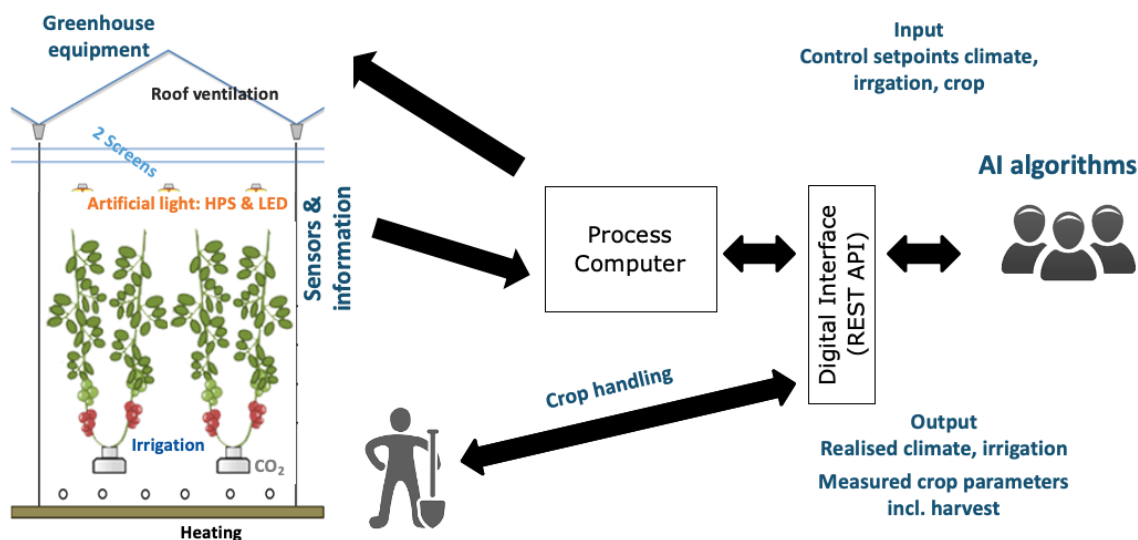 Greenhouse
equipment
Roof ventilation
2 Screens
Artificial light: HPS & LED
Sensors &
information
Irrigation
CO₂
Heating
Process
Computer
Digital Interface
(REST API)
Crop handling
Input
Control setpoints climate,
irrgation, crop
AI algorithms
Output
Realised climate, irrigation
Measured crop parameters
incl. harvest